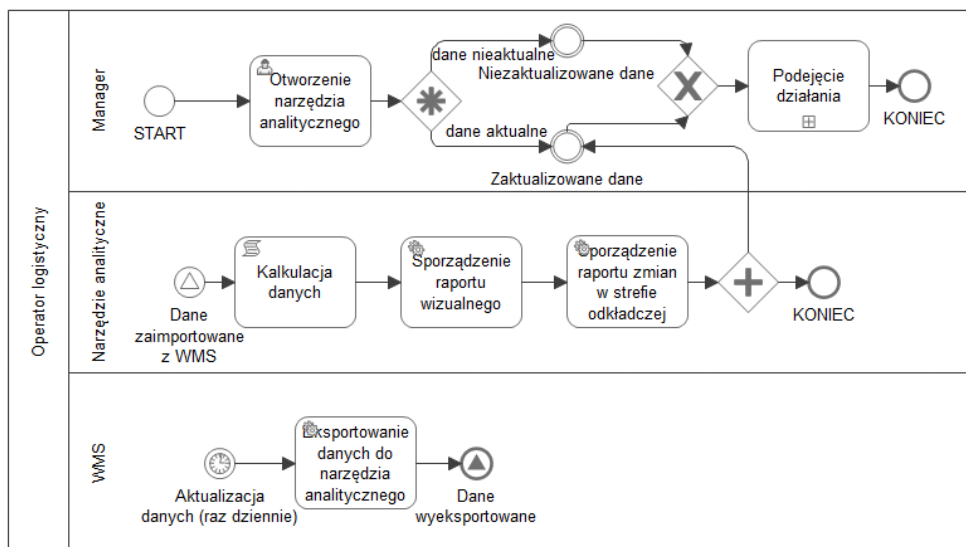 Operator logistyczny
Manager
START
Otworzenie
narzędzia
analitycznego
dane nieaktualne
Niezaktualizowane dane
dane aktualne
Zaktualizowane dane
Podejęcie
działania
KONIEC
Narzędzie analityczne
Dane
zaimportowane
z WMS
Kalkulacja
danych
Sporządzenie
raportu
wizualnego
Sporządzenie
raportu zmian
w strefie
odkładczej
KONIEC
WMS
Aktualizacja
danych (raz dziennie)
Eksportowanie
danych do
narzędzia
analitycznego
Dane
wyeksportowane